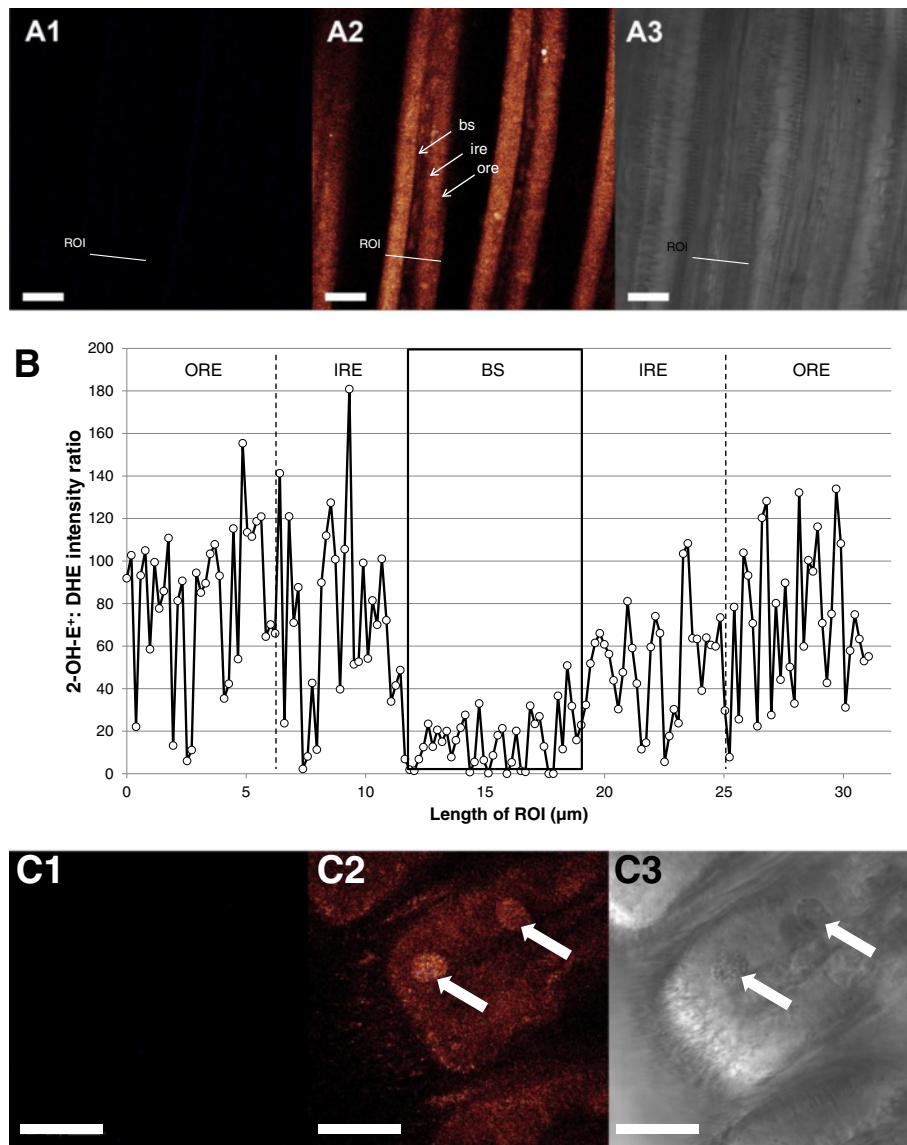 A1 A2 A3
bs
ire
ore
ROI ROI ROI
B
200
180
160
140
120
100
80
60
40
20
0
2-OH-E⁺: DHE intensity ratio
ORE IRE BS IRE ORE
0 5 10 15 20 25 30
Length of ROI (µm)
C1 C2 C3